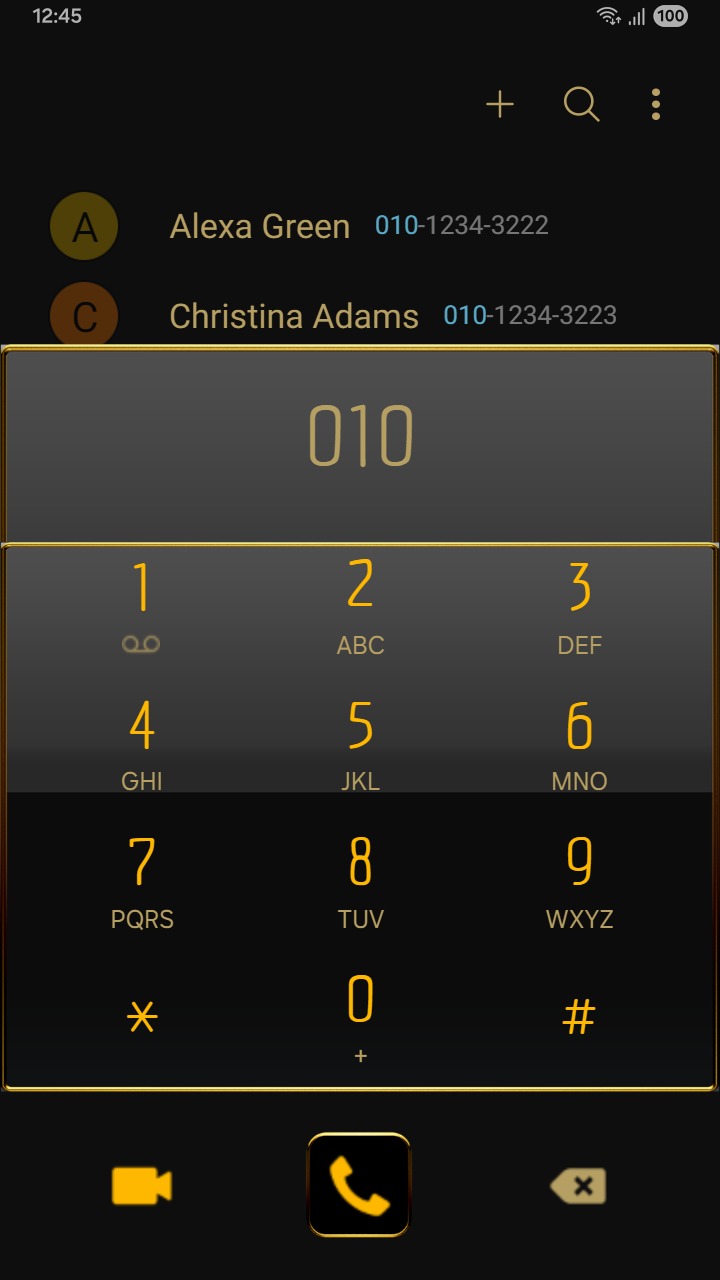 12:45 100
A Alexa Green 010-1234-3222
C Christina Adams 010-1234-3223
010
1 2 3
ABC DEF
4 5 6
GHI JKL MNO
7 8 9
PQRS TUV WXYZ
* 0 #
+